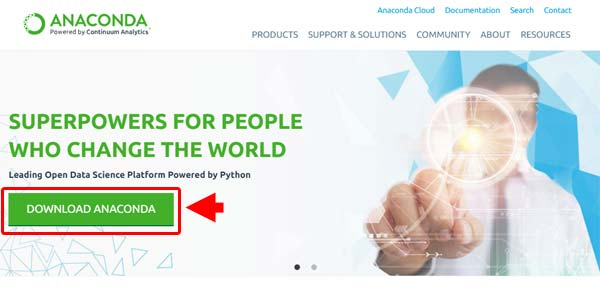 ANACONDA
Powered by Continuum Analytics
Anaconda Cloud Documentation Search Contact
PRODUCTS SUPPORT & SOLUTIONS COMMUNITY ABOUT RESOURCES
SUPERPOWERS FOR PEOPLE
WHO CHANGE THE WORLD
Leading Open Data Science Platform Powered by Python
DOWNLOAD ANACONDA